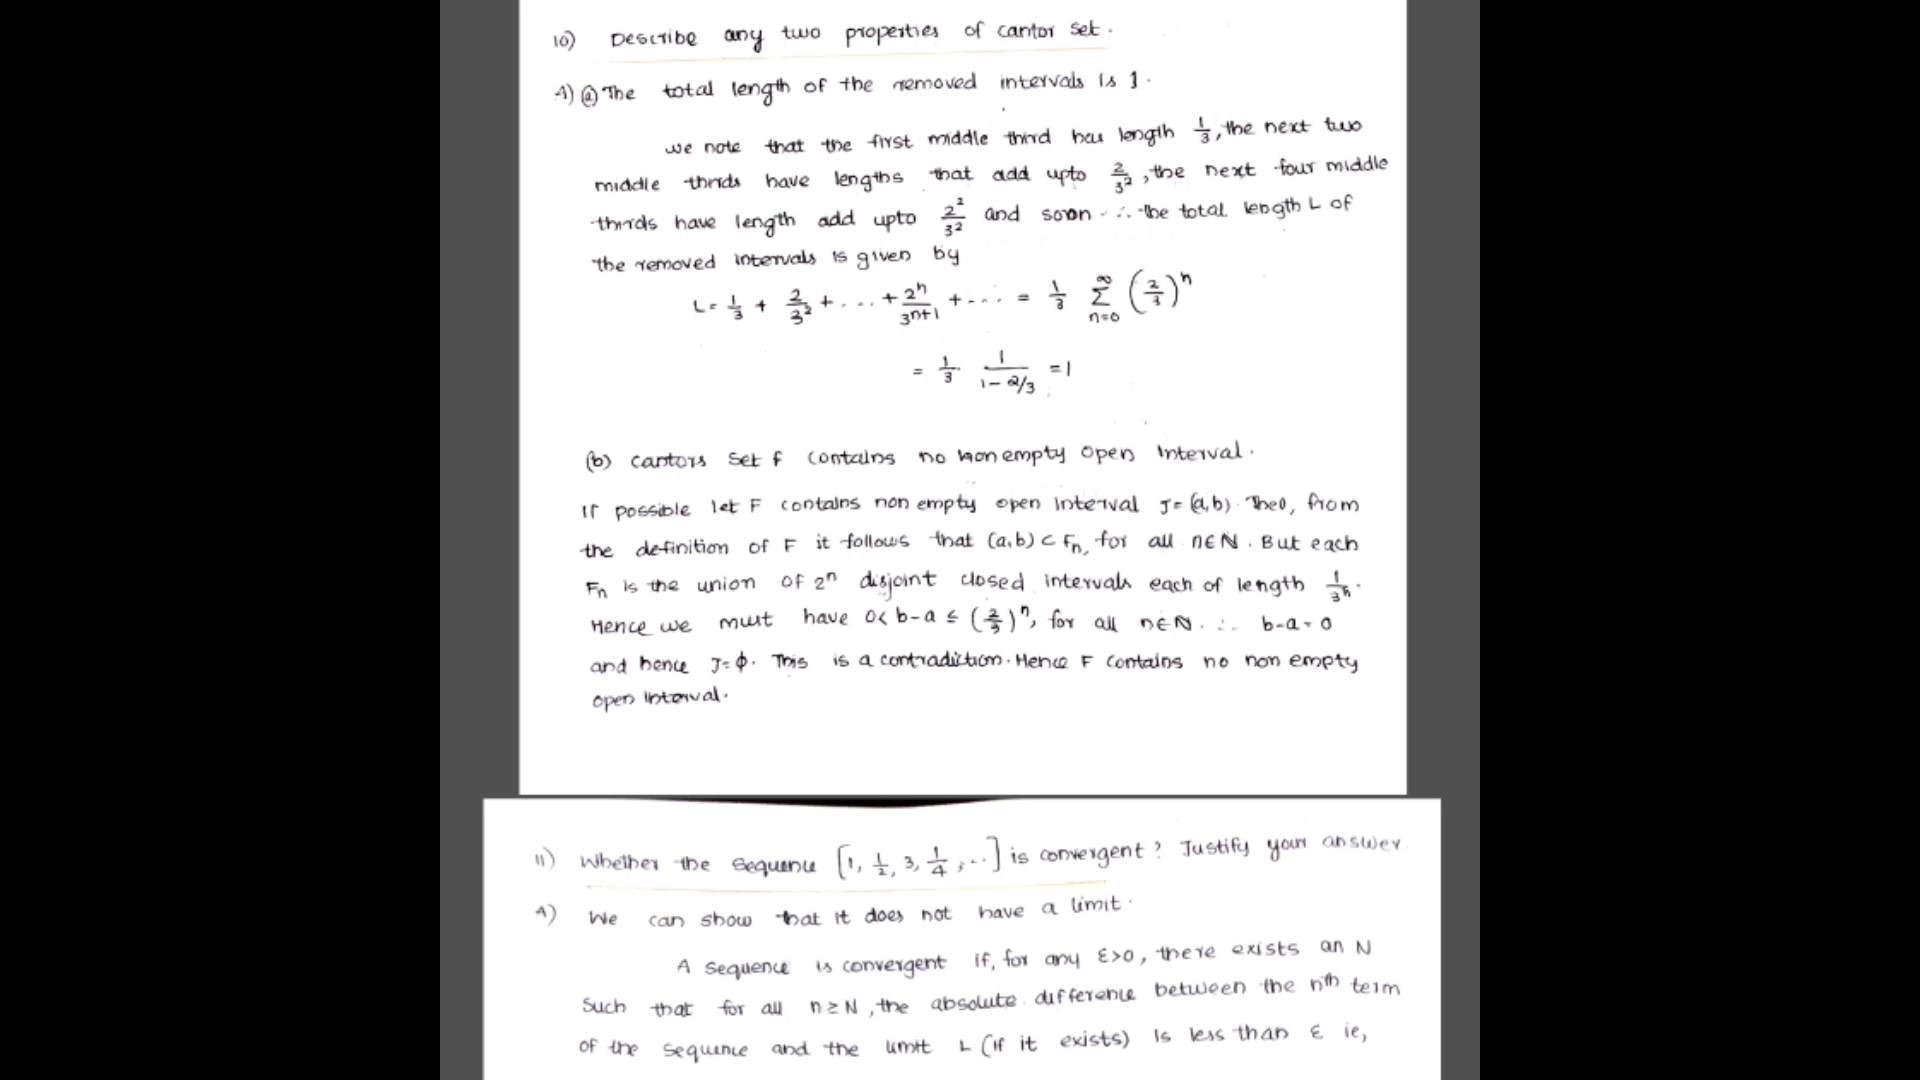 10) Describe any two properties of cantor set.
A) ⓐ The total length of the removed intervals is 1.
we note that the first middle third has length 1/3, the next two
middle thirds have lengths that add upto 2/3², the next four middle
thirds have length add upto 2²/3² and soon. ∴ the total length L of
the removed intervals is given by
L = 1/3 + 2/3² + ... + 2ⁿ/3ⁿ⁺¹ + ... = 1/3 Σ_{n=0}^{∞} (2/3)ⁿ
= 1/3 · 1/(1 - 2/3) = 1
(b) Cantors Set f contains no nonempty open interval.
If possible let F contains non empty open interval J = (a,b). Then, from
the definition of F it follows that (a,b) ⊂ Fₙ, for all n∈N. But each
Fₙ is the union of 2ⁿ disjoint closed intervals each of length 1/3ⁿ.
Hence we must have 0 < b-a ≤ (2/3)ⁿ, for all n∈N. ∴ b-a = 0
and hence J = ϕ. This is a contradiction. Hence F contains no non empty
open interval.
11) Whether the sequence [1, 1/2, 3, 1/4, ...] is convergent? Justify your answer
A) We can show that it does not have a limit.
A sequence is convergent if, for any ε>0, there exists an N
such that for all n≥N, the absolute difference between the nth term
of the sequence and the limit L (if it exists) is less than ε ie,